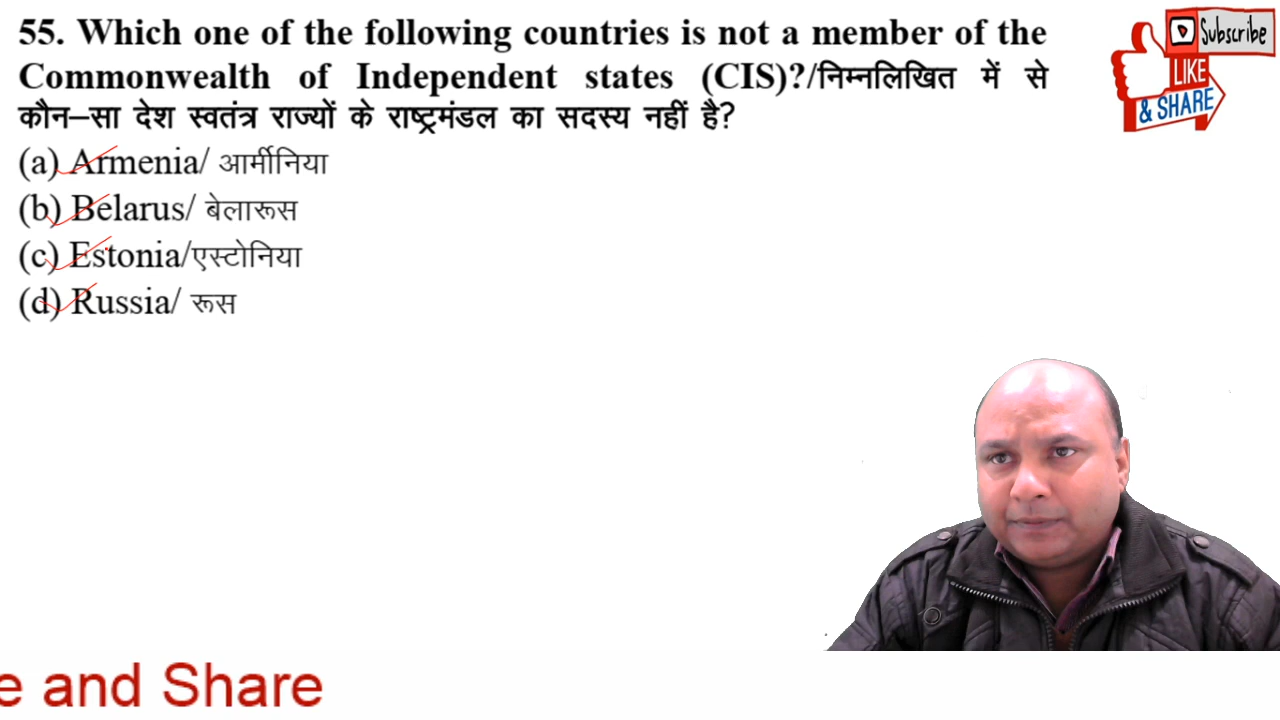 55. Which one of the following countries is not a member of the
Commonwealth of Independent states (CIS)?/निम्नलिखित में से
कौन–सा देश स्वतंत्र राज्यों के राष्ट्रमंडल का सदस्य नहीं है?
(a) Armenia/ आर्मीनिया
(b) Belarus/ बेलारूस
(c) Estonia/एस्टोनिया
(d) Russia/ रूस
Subscribe
LIKE
& SHARE
e and Share